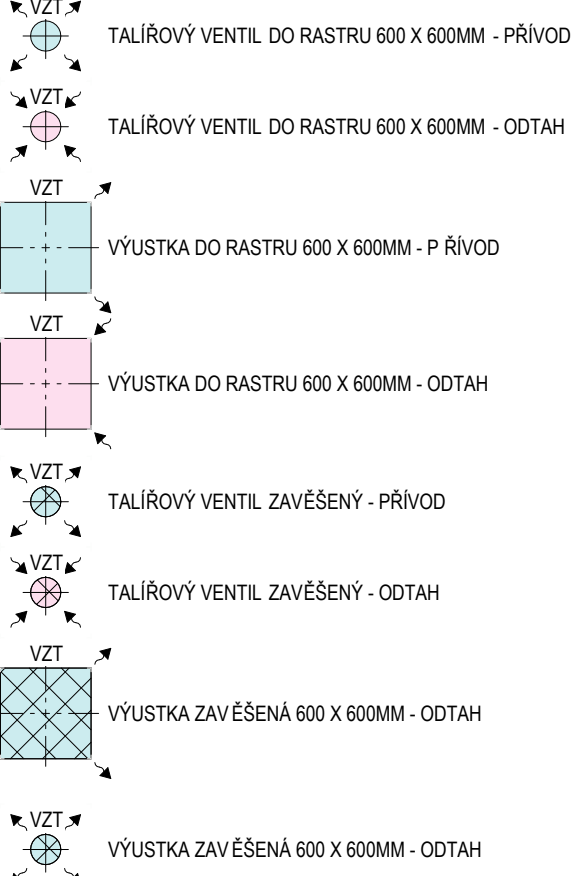 VZT
TALÍŘOVÝ VENTIL DO RASTRU 600 X 600MM - PŘÍVOD
VZT
TALÍŘOVÝ VENTIL DO RASTRU 600 X 600MM - ODTAH
VZT
VÝUSTKA DO RASTRU 600 X 600MM - P ŘÍVOD
VZT
VÝUSTKA DO RASTRU 600 X 600MM - ODTAH
VZT
TALÍŘOVÝ VENTIL ZAVĚŠENÝ - PŘÍVOD
VZT
TALÍŘOVÝ VENTIL ZAVĚŠENÝ - ODTAH
VZT
VÝUSTKA ZAV ĚŠENÁ 600 X 600MM - ODTAH
VZT
VÝUSTKA ZAV ĚŠENÁ 600 X 600MM - ODTAH